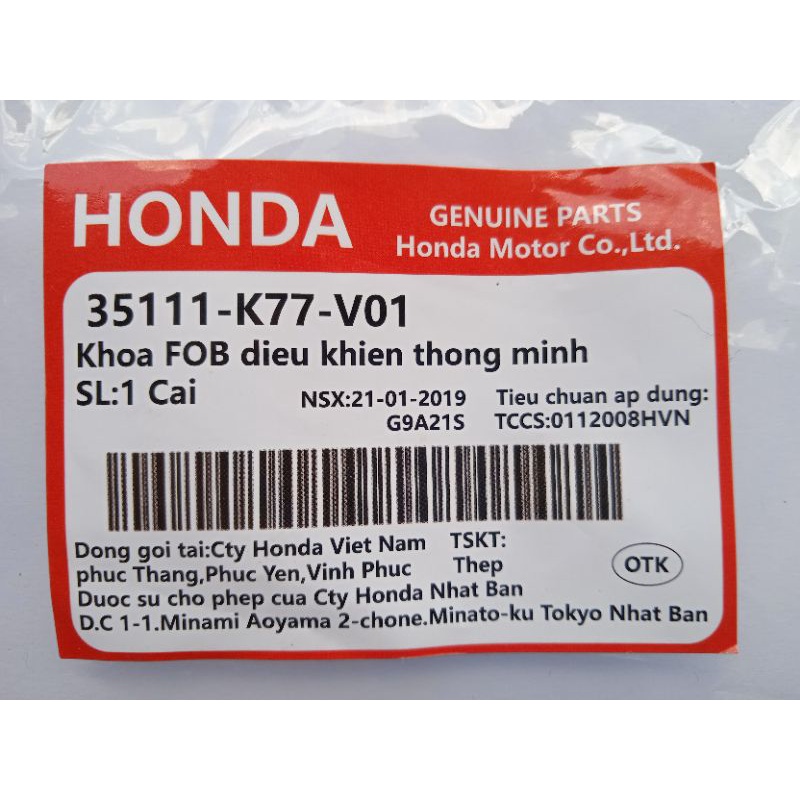 HONDA
GENUINE PARTS
Honda Motor Co.,Ltd.
35111-K77-V01
Khoa FOB dieu khien thong minh
SL:1 Cai
NSX:21-01-2019
G9A21S
Tieu chuan ap dung:
TCCS:0112008HVN
Dong goi tai:Cty Honda Viet Nam
phuc Thang,Phuc Yen,Vinh Phuc
TSKT:
Thep
OTK
Duoc su cho phep cua Cty Honda Nhat Ban
D.C 1-1.Minami Aoyama 2-chone.Minato-ku Tokyo Nhat Ban